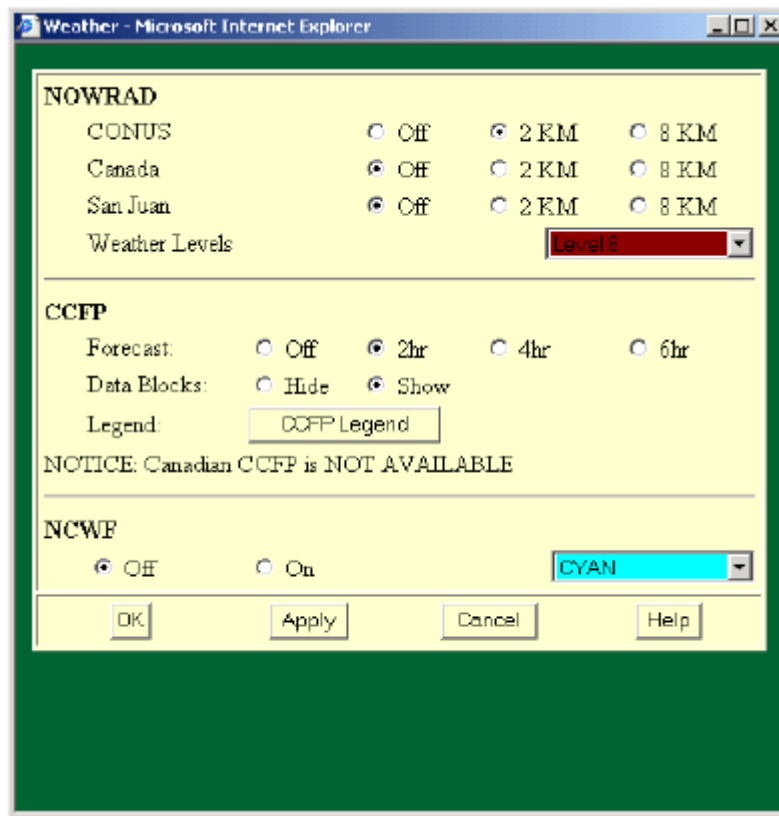 Weather - Microsoft Internet Explorer
NOWRAD
CONUS Off 2 KM 8 KM
Canada Off 2 KM 8 KM
San Juan Off 2 KM 8 KM
Weather Levels Level 6
CCFP
Forecast: Off 2hr 4hr 6hr
Data Blocks: Hide Show
Legend: CCFP Legend
NOTICE: Canadian CCFP is NOT AVAILABLE
NCWF
Off On CYAN
OK Apply Cancel Help